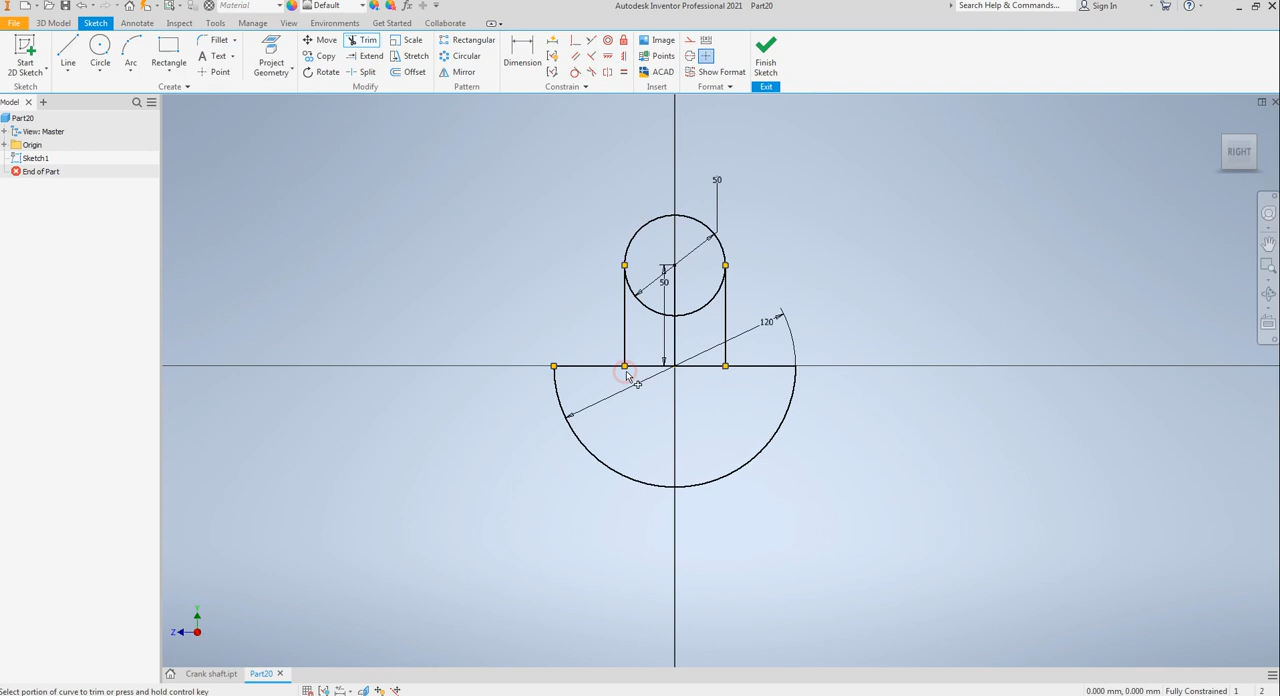 Material
Default
Autodesk Inventor Professional 2021 Part20
Search Help & Commands...
Sign In
File
3D Model
Sketch
Annotate
Inspect
Tools
Manage
View
Environments
Get Started
Collaborate
Start
2D Sketch
Line
Circle
Arc
Rectangle
Fillet
Text
Point
Project
Geometry
Move
Trim
Scale
Copy
Extend
Stretch
Rotate
Split
Offset
Rectangular
Circular
Mirror
Dimension
Image
Points
ACAD
Show Format
Finish
Sketch
Sketch
Create
Modify
Pattern
Constrain
Insert
Format
Exit
Model
Part20
View: Master
Origin
Sketch1
End of Part
RIGHT
50
50
120
Y
Z
Crank shaft.ipt
Part20
Select portion of curve to trim or press and hold control key
0.000 mm, 0.000 mm
Fully Constrained
1
2